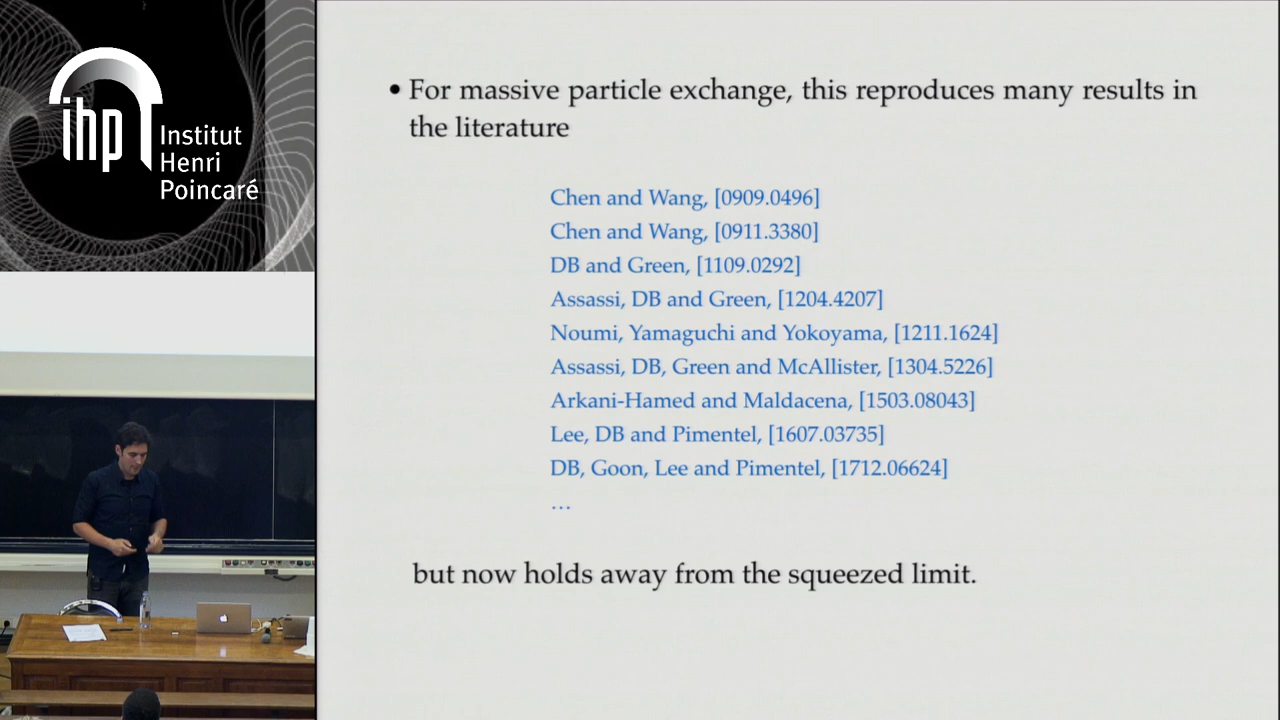 ihp Institut
Henri
Poincaré
• For massive particle exchange, this reproduces many results in
the literature
Chen and Wang, [0909.0496]
Chen and Wang, [0911.3380]
DB and Green, [1109.0292]
Assassi, DB and Green, [1204.4207]
Noumi, Yamaguchi and Yokoyama, [1211.1624]
Assassi, DB, Green and McAllister, [1304.5226]
Arkani-Hamed and Maldacena, [1503.08043]
Lee, DB and Pimentel, [1607.03735]
DB, Goon, Lee and Pimentel, [1712.06624]
…
but now holds away from the squeezed limit.